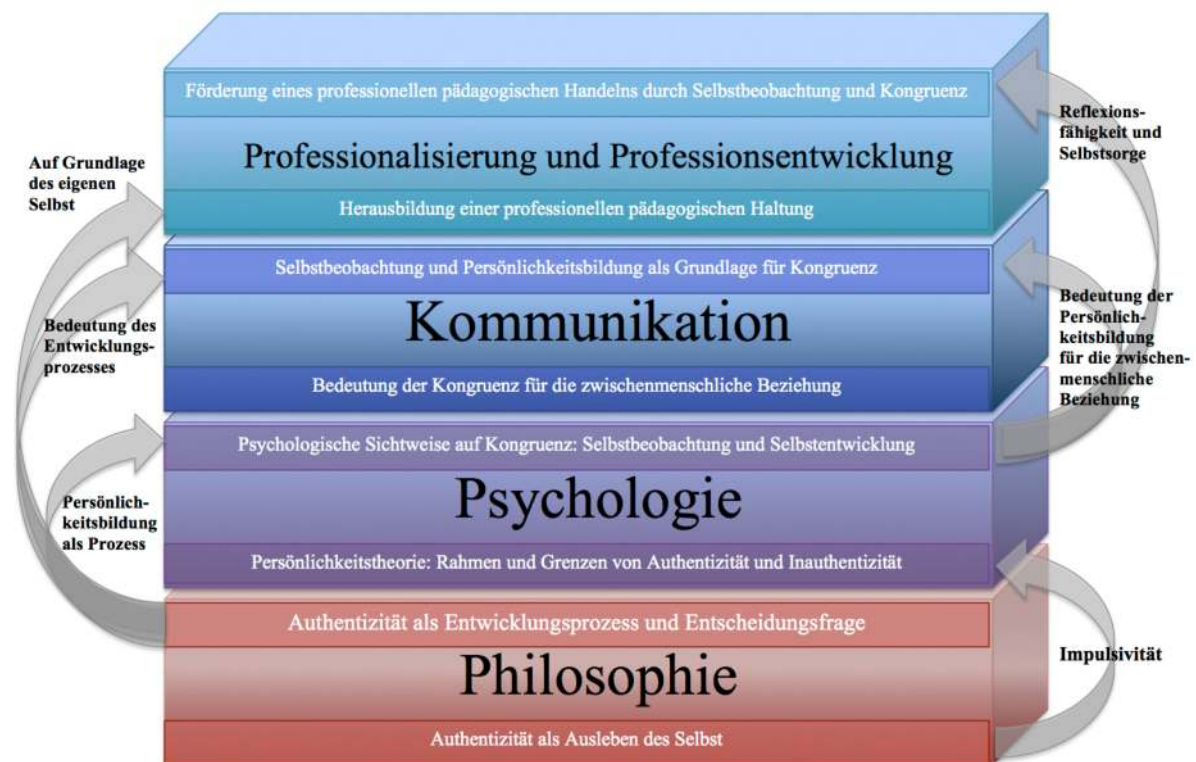 Förderung eines professionellen pädagogischen Handelns durch Selbstbeobachtung und Kongruenz
Professionalisierung und Professionsentwicklung
Herausbildung einer professionellen pädagogischen Haltung
Selbstbeobachtung und Persönlichkeitsbildung als Grundlage für Kongruenz
Kommunikation
Bedeutung der Kongruenz für die zwischenmenschliche Beziehung
Psychologische Sichtweise auf Kongruenz: Selbstbeobachtung und Selbstentwicklung
Psychologie
Persönlichkeitstheorie: Rahmen und Grenzen von Authentizität und Inauthentizität
Authentizität als Entwicklungsprozess und Entscheidungsfrage
Philosophie
Authentizität als Ausleben des Selbst
Auf Grundlage
des eigenen
Selbst
Bedeutung des
Entwicklungs-
prozesses
Persönlich-
keitsbildung
als Prozess
Reflexions-
fähigkeit und
Selbstsorge
Bedeutung der
Persönlich-
keitsbildung
für die zwischen-
menschliche
Beziehung
Impulsivität